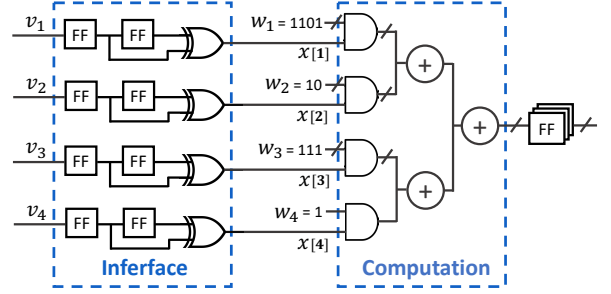 v1 FF FF w1 = 1101
x[1]
v2 FF FF w2 = 10
x[2]
+ + FF
v3 FF FF w3 = 111
x[3]
+
v4 FF FF w4 = 1
x[4]
Inferface Computation